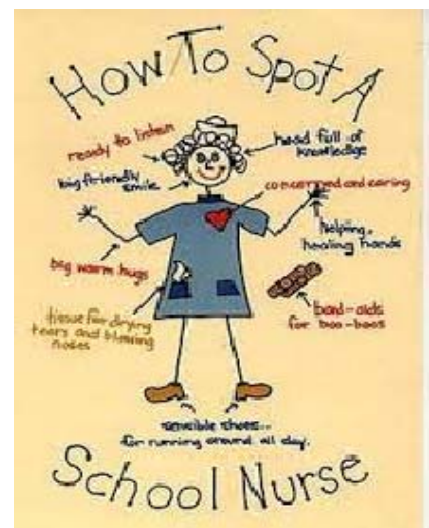 How To Spot A
ready to listen
head full of
knowledge
big friendly
smile
concerned and caring
helping,
healing hands
big warm hugs
tissue for drying
tears and blowing
noses
band-aids
for boo-boos
sensible shoes...
for running around all day.
School Nurse